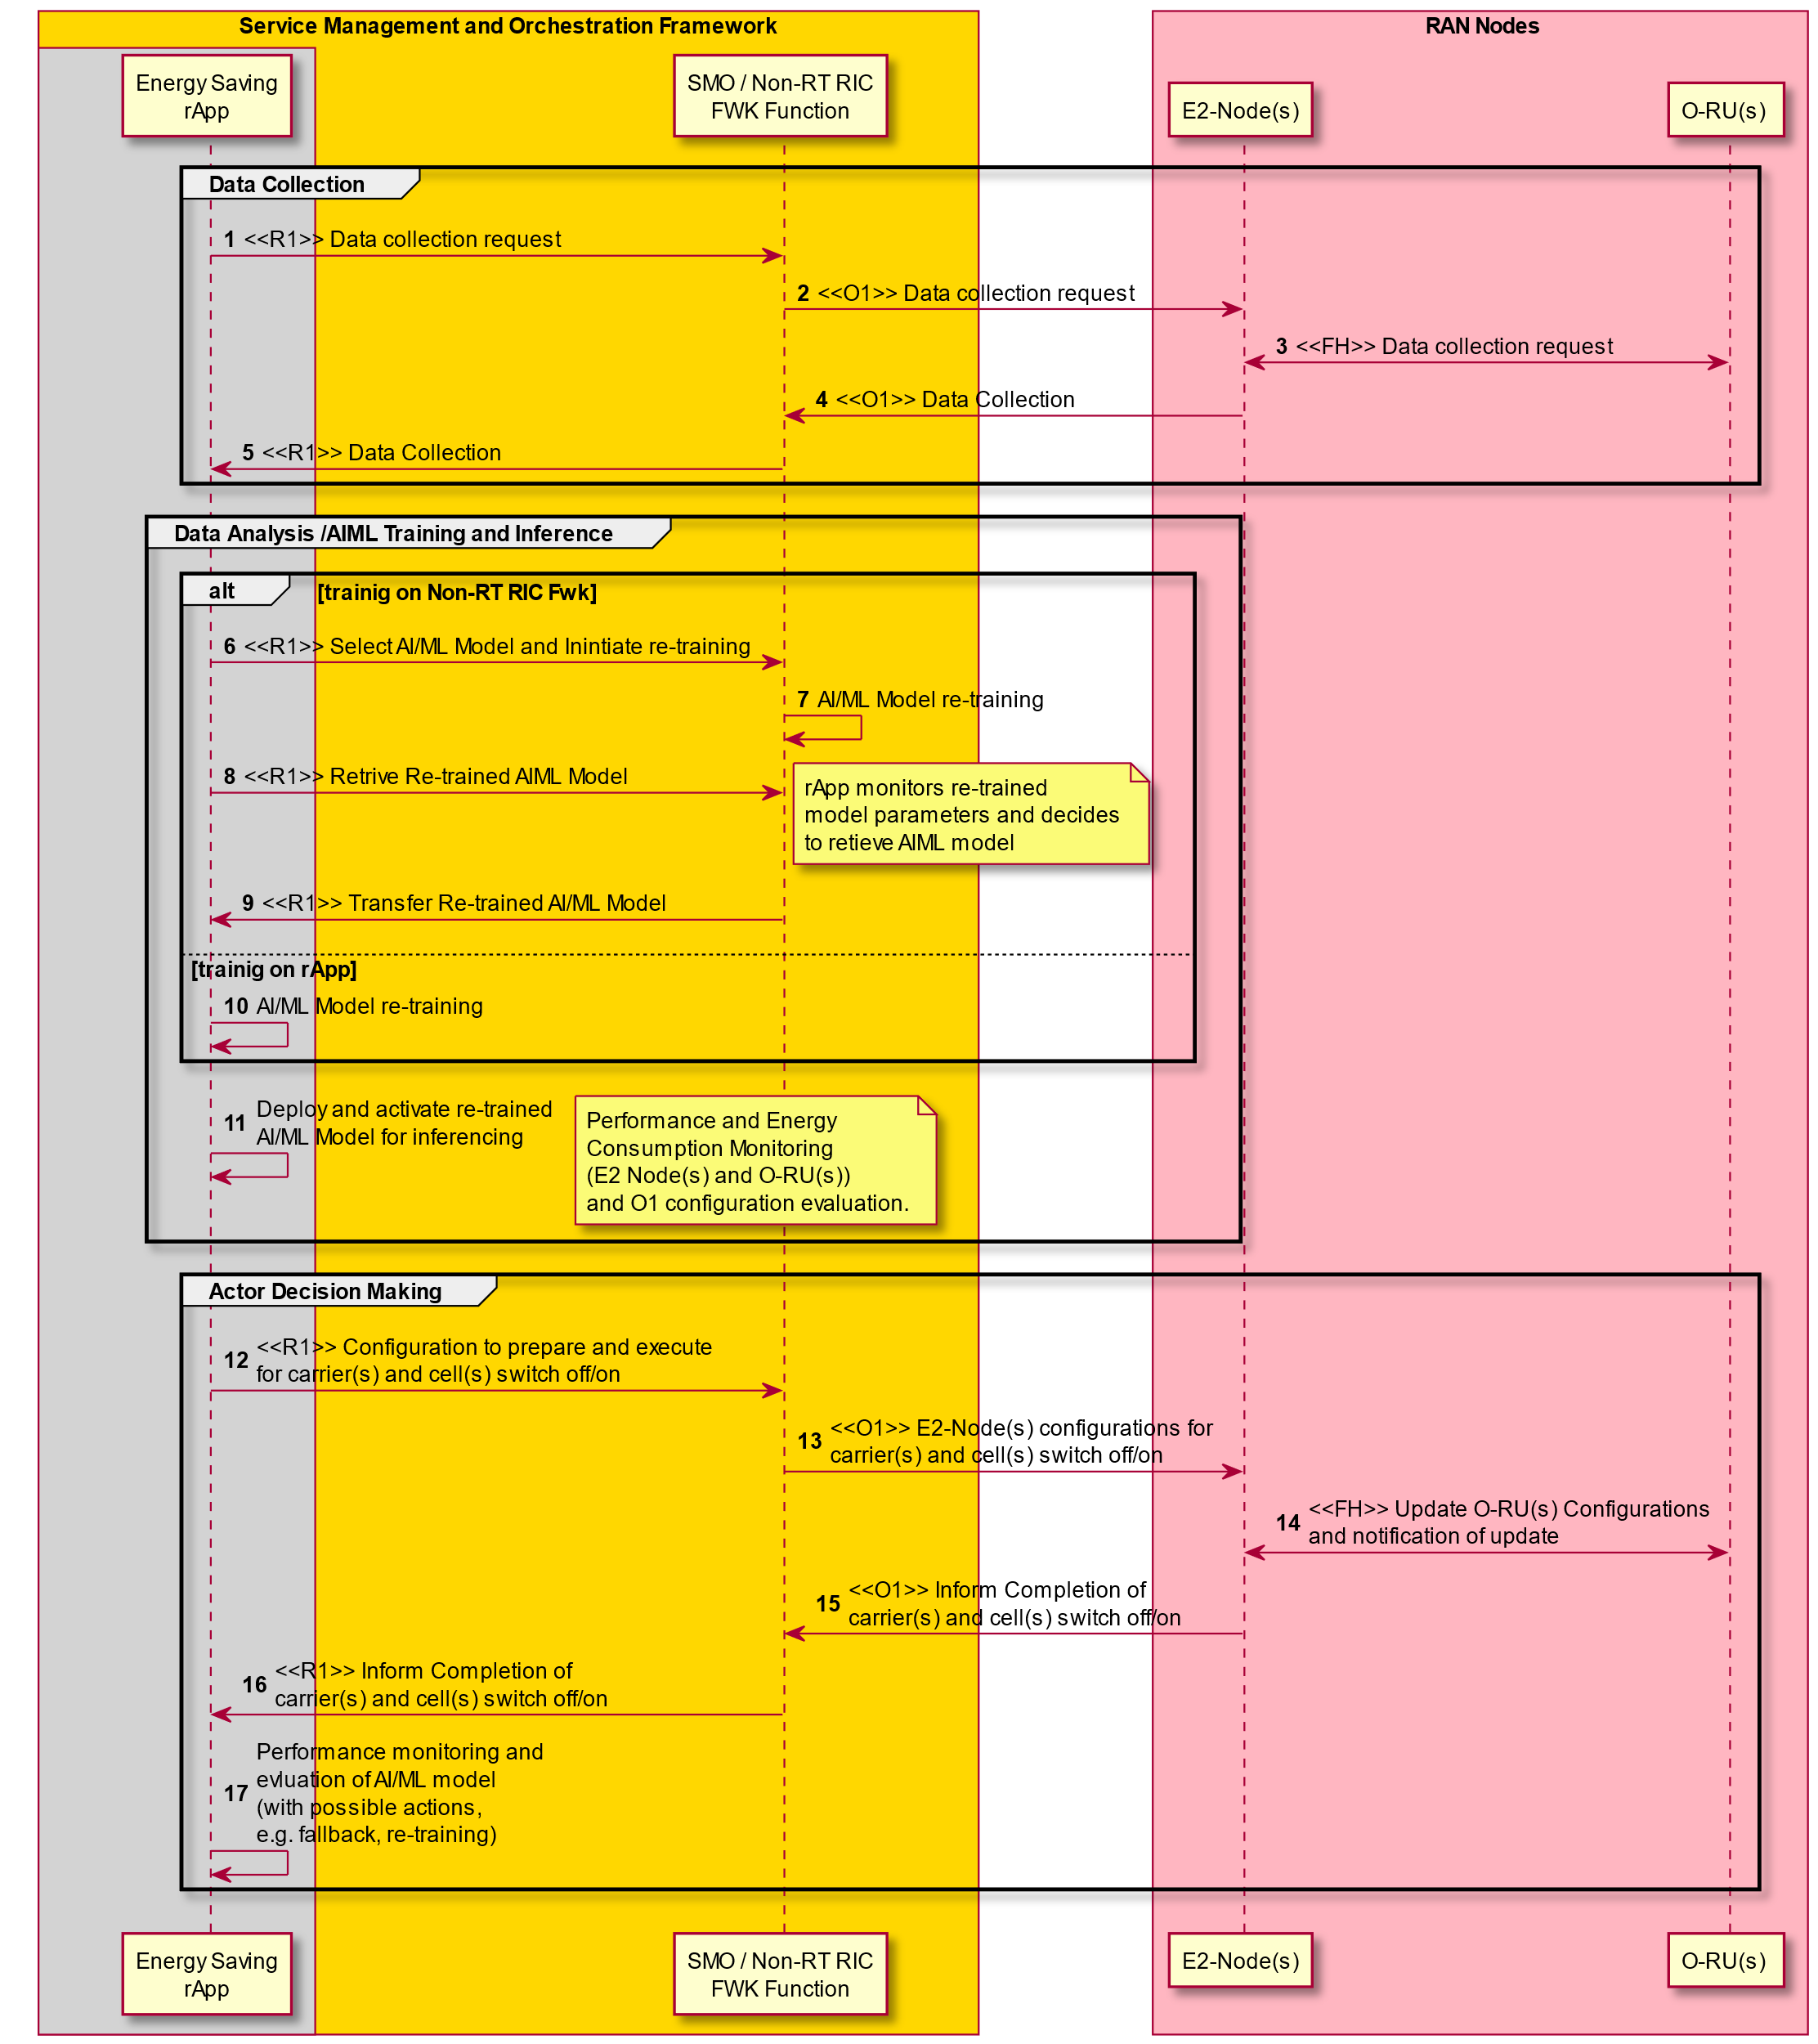 Service Management and Orchestration Framework
RAN Nodes
Energy Saving
rApp
SMO / Non-RT RIC
FWK Function
E2-Node(s)
O-RU(s)
Data Collection
1 <<R1>> Data collection request
2 <<O1>> Data collection request
3 <<FH>> Data collection request
4 <<O1>> Data Collection
5 <<R1>> Data Collection
Data Analysis /AIML Training and Inference
alt [trainig on Non-RT RIC Fwk]
6 <<R1>> Select AI/ML Model and Inintiate re-training
7 AI/ML Model re-training
8 <<R1>> Retrive Re-trained AIML Model
rApp monitors re-trained
model parameters and decides
to retieve AIML model
9 <<R1>> Transfer Re-trained AI/ML Model
[trainig on rApp]
10 AI/ML Model re-training
11 Deploy and activate re-trained
AI/ML Model for inferencing
Performance and Energy
Consumption Monitoring
(E2 Node(s) and O-RU(s))
and O1 configuration evaluation.
Actor Decision Making
12 <<R1>> Configuration to prepare and execute
for carrier(s) and cell(s) switch off/on
13 <<O1>> E2-Node(s) configurations for
carrier(s) and cell(s) switch off/on
14 <<FH>> Update O-RU(s) Configurations
and notification of update
15 <<O1>> Inform Completion of
carrier(s) and cell(s) switch off/on
16 <<R1>> Inform Completion of
carrier(s) and cell(s) switch off/on
17 Performance monitoring and
evluation of AI/ML model
(with possible actions,
e.g. fallback, re-training)
Energy Saving
rApp
SMO / Non-RT RIC
FWK Function
E2-Node(s)
O-RU(s)